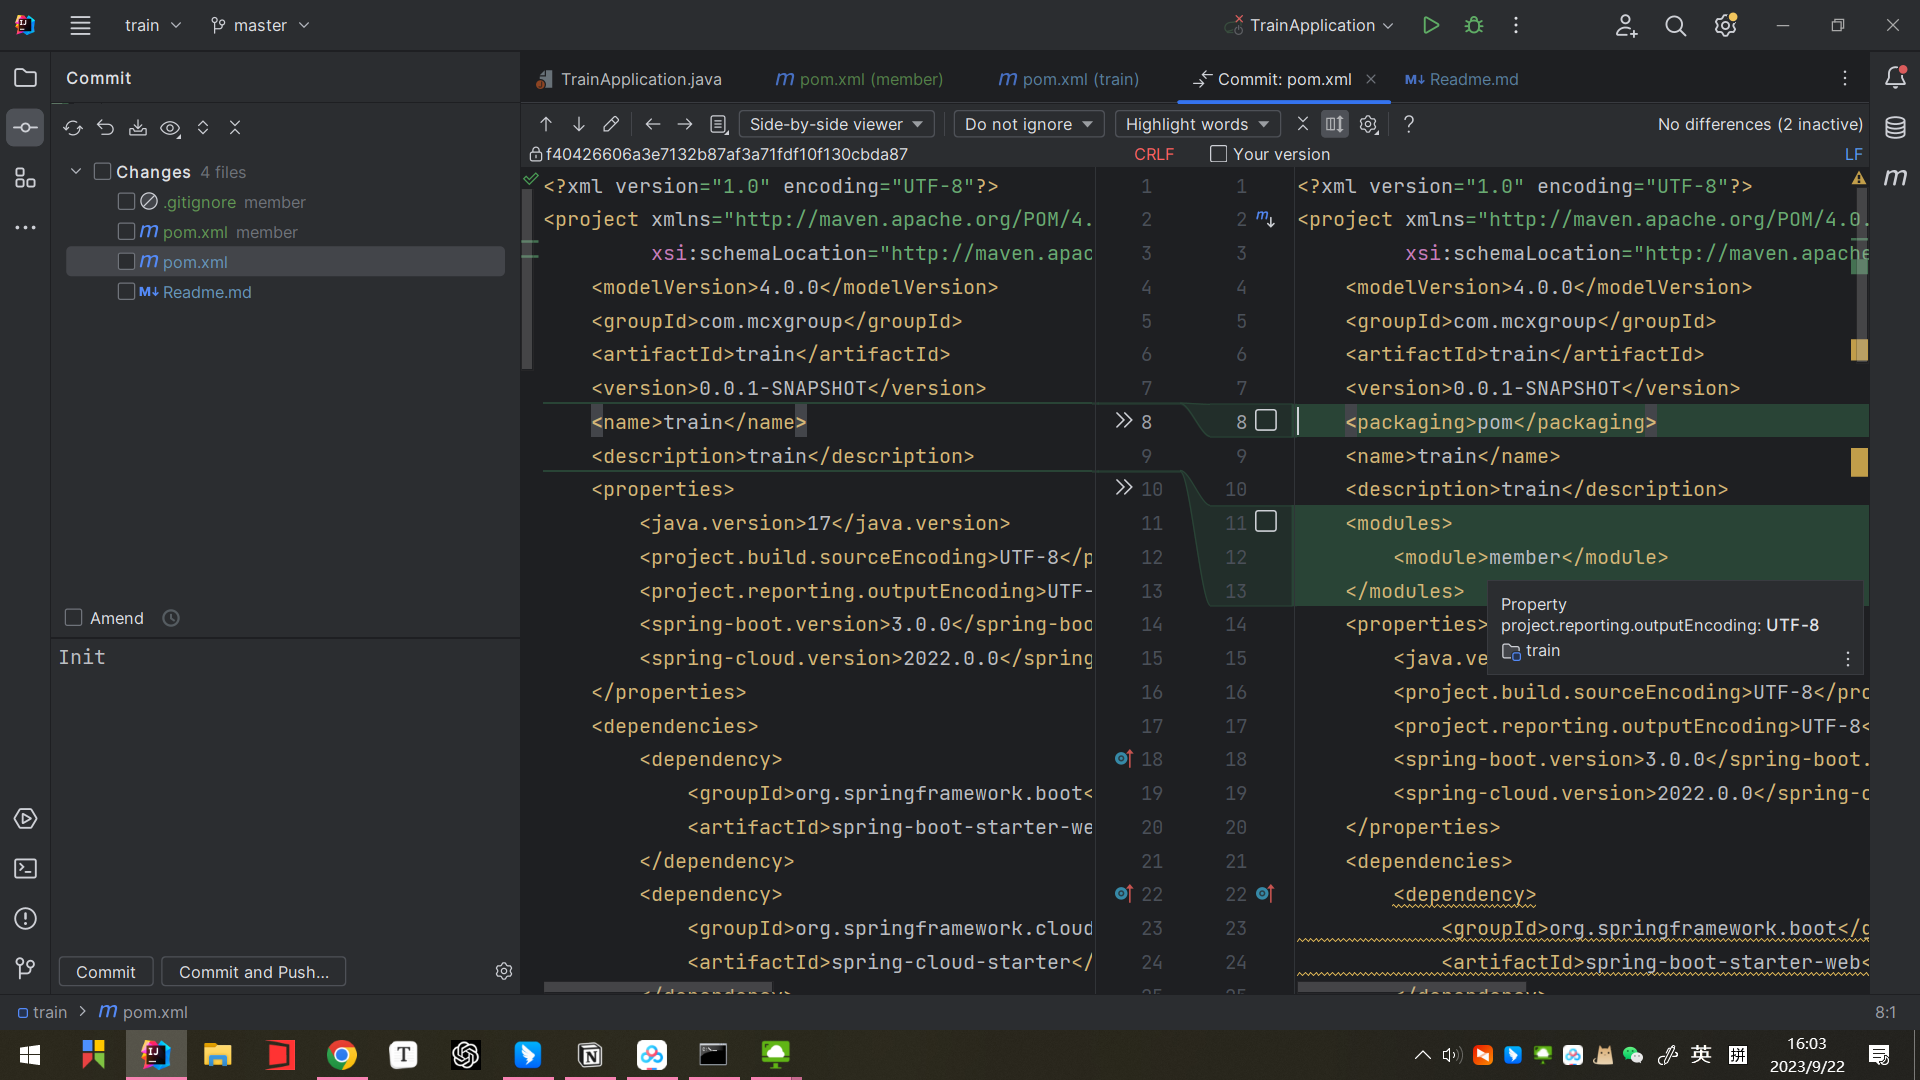 train
master
TrainApplication
Commit
TrainApplication.java
pom.xml (member)
pom.xml (train)
Commit: pom.xml
Readme.md
Side-by-side viewer
Do not ignore
Highlight words
?
No differences (2 inactive)
f40426606a3e7132b87af3a71fdf10f130cbda87
CRLF
Your version
LF
Changes 4 files
.gitignore member
pom.xml member
pom.xml
Readme.md
Amend
Init
Commit
Commit and Push...
<?xml version="1.0" encoding="UTF-8"?>
<project xmlns="http://maven.apache.org/POM/4.
xsi:schemaLocation="http://maven.apac
<modelVersion>4.0.0</modelVersion>
<groupId>com.mcxgroup</groupId>
<artifactId>train</artifactId>
<version>0.0.1-SNAPSHOT</version>
<name>train</name>
<description>train</description>
<properties>
<java.version>17</java.version>
<project.build.sourceEncoding>UTF-8</p
<project.reporting.outputEncoding>UTF-
<spring-boot.version>3.0.0</spring-boo
<spring-cloud.version>2022.0.0</spring
</properties>
<dependencies>
<dependency>
<groupId>org.springframework.boot<
<artifactId>spring-boot-starter-we
</dependency>
<dependency>
<groupId>org.springframework.cloud
<artifactId>spring-cloud-starter</
</dependency>
1 1
2 2
3 3
4 4
5 5
6 6
7 7
8 8
9 9
10 10
11 11
12 12
13 13
14 14
15 15
16 16
17 17
18 18
19 19
20 20
21 21
22 22
23 23
24 24
25 25
<?xml version="1.0" encoding="UTF-8"?>
<project xmlns="http://maven.apache.org/POM/4.0.
xsi:schemaLocation="http://maven.apache
<modelVersion>4.0.0</modelVersion>
<groupId>com.mcxgroup</groupId>
<artifactId>train</artifactId>
<version>0.0.1-SNAPSHOT</version>
<packaging>pom</packaging>
<name>train</name>
<description>train</description>
<modules>
<module>member</module>
</modules>
<properties>
<java.ve
<project.build.sourceEncoding>UTF-8</pro
<project.reporting.outputEncoding>UTF-8<
<spring-boot.version>3.0.0</spring-boot.
<spring-cloud.version>2022.0.0</spring-c
</properties>
<dependencies>
<dependency>
<groupId>org.springframework.boot</g
<artifactId>spring-boot-starter-web<
</dependency>
Property
project.reporting.outputEncoding: UTF-8
train
train > pom.xml
8:1
英
拼
16:03
2023/9/22